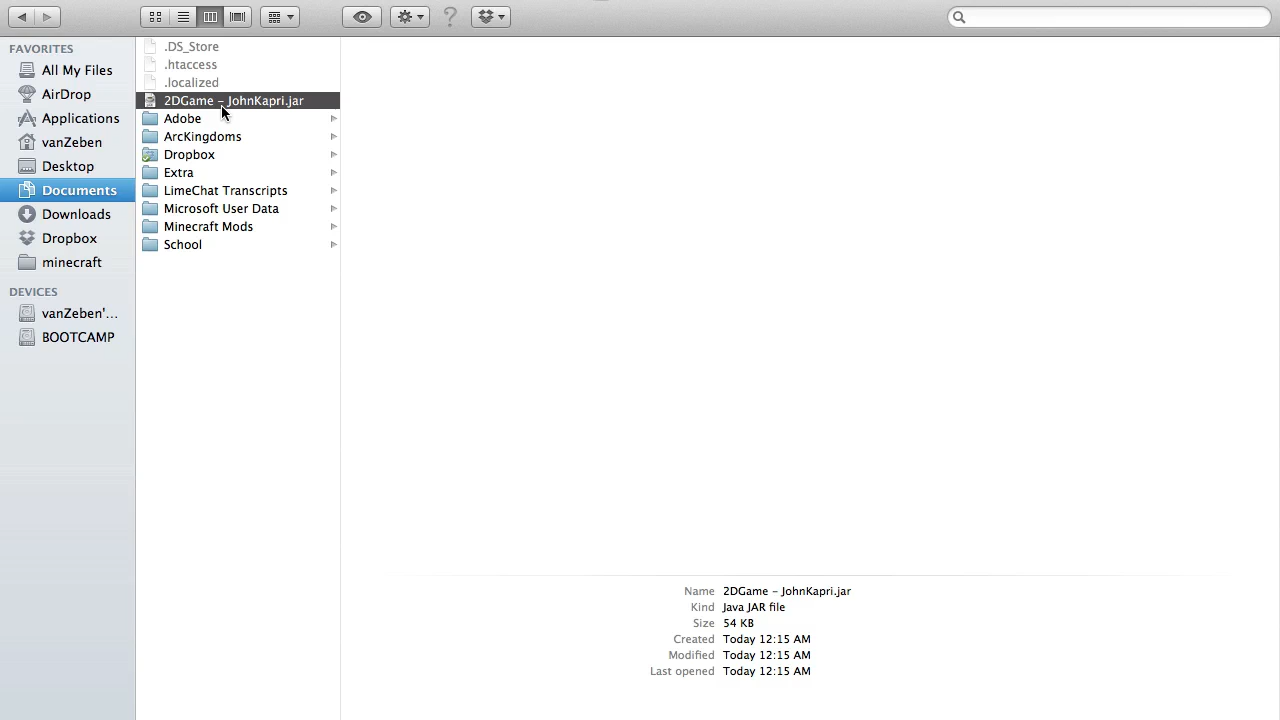 FAVORITES
All My Files
AirDrop
Applications
vanZeben
Desktop
Documents
Downloads
Dropbox
minecraft
DEVICES
vanZeben'...
BOOTCAMP
.DS_Store
.htaccess
.localized
2DGame - JohnKapri.jar
Adobe
ArcKingdoms
Dropbox
Extra
LimeChat Transcripts
Microsoft User Data
Minecraft Mods
School
Name 2DGame - JohnKapri.jar
Kind Java JAR file
Size 54 KB
Created Today 12:15 AM
Modified Today 12:15 AM
Last opened Today 12:15 AM